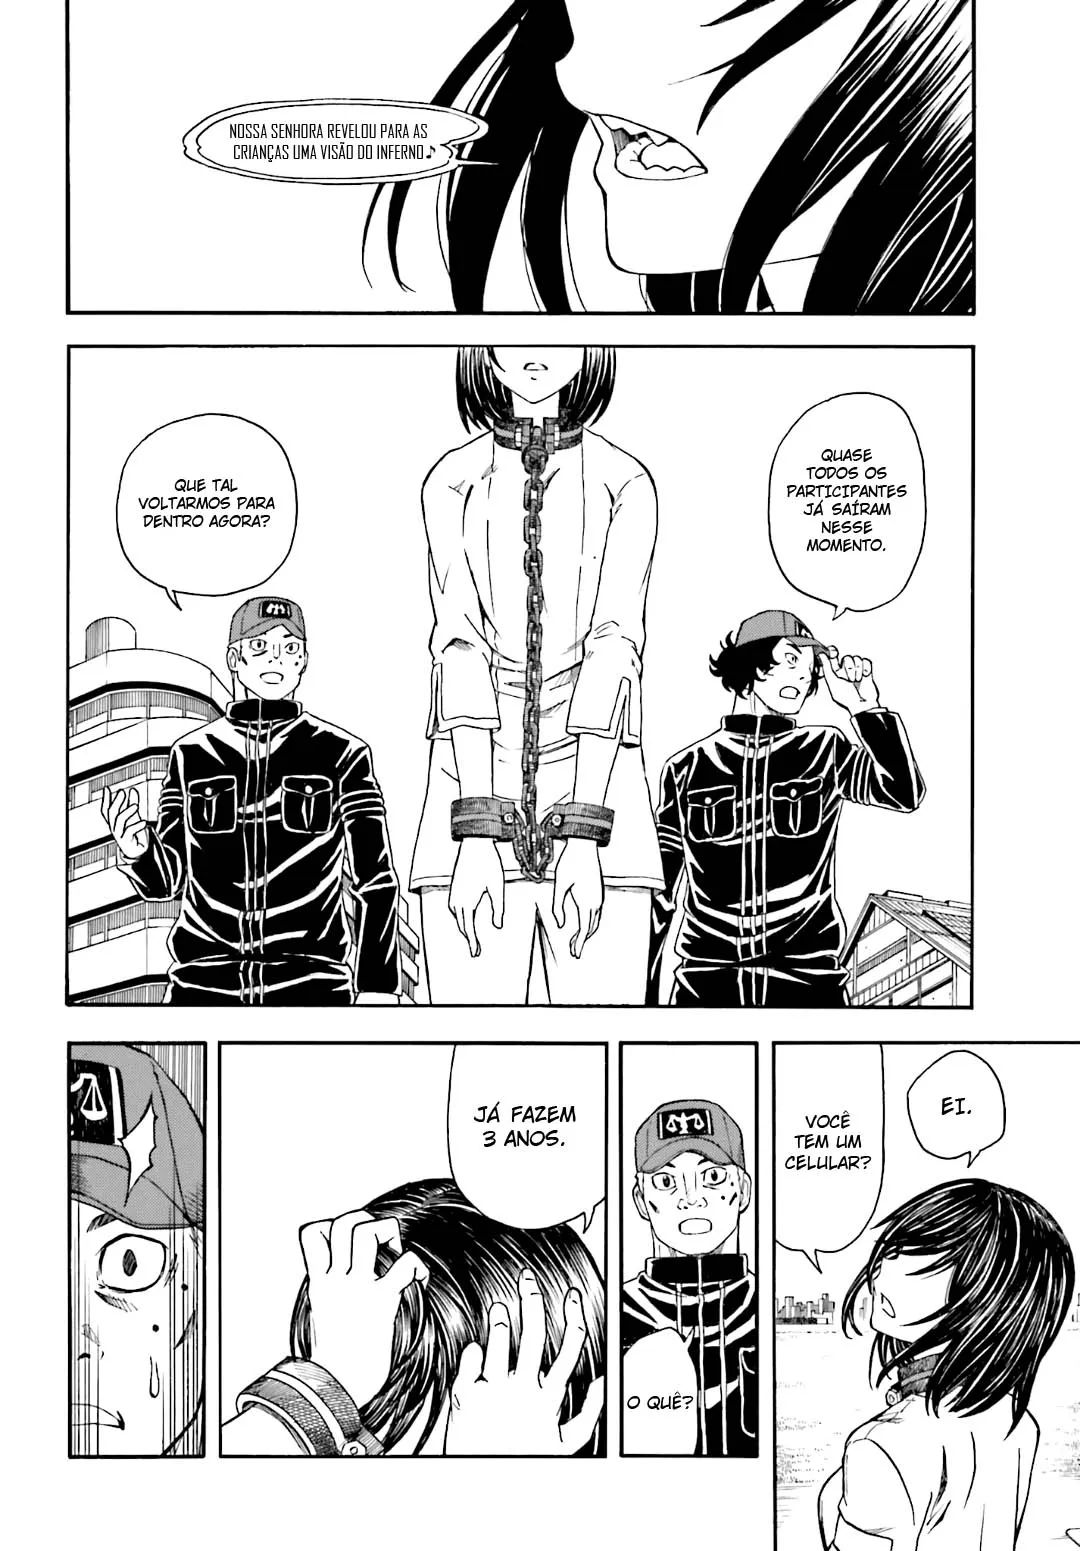 NOSSA SENHORA REVELOU PARA AS
CRIANÇAS UMA VISÃO DO INFERNO♪
QUASE
TODOS OS
PARTICIPANTES
JÁ SAÍRAM
NESSE
MOMENTO.
QUE TAL
VOLTARMOS PARA
DENTRO AGORA?
EI.
VOCÊ
TEM UM
CELULAR?
O QUÊ?
JÁ FAZEM
3 ANOS.